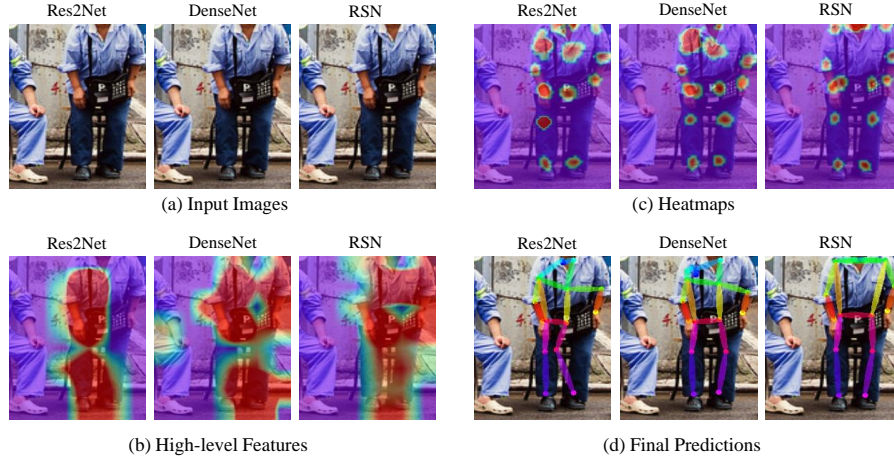 Res2Net DenseNet RSN
(a) Input Images
Res2Net DenseNet RSN
(c) Heatmaps
Res2Net DenseNet RSN
(b) High-level Features
Res2Net DenseNet RSN
(d) Final Predictions